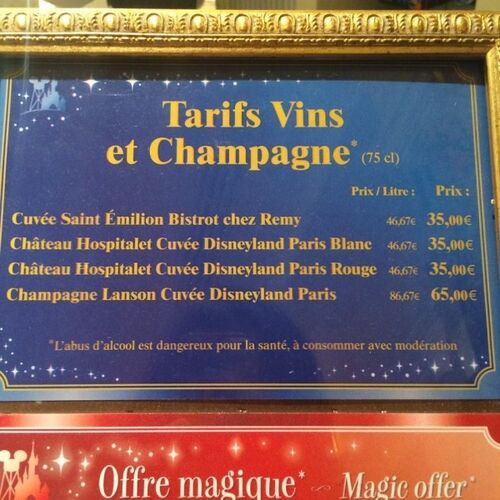 Tarifs Vins
et Champagne* (75 cl)
Prix / Litre : Prix :
Cuvée Saint Émilion Bistrot chez Remy 46,67€ 35,00€
Château Hospitalet Cuvée Disneyland Paris Blanc 46,67€ 35,00€
Château Hospitalet Cuvée Disneyland Paris Rouge 46,67€ 35,00€
Champagne Lanson Cuvée Disneyland Paris 86,67€ 65,00€
*L'abus d'alcool est dangereux pour la santé, à consommer avec modération
Offre magique* ~ Magic offer*